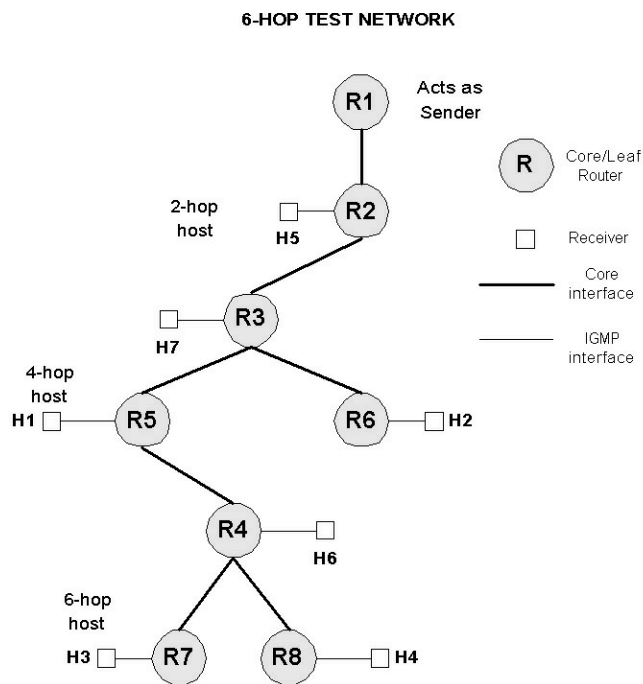 6-HOP TEST NETWORK
R1
Acts as
Sender
R
Core/Leaf
Router
2-hop
host
H5
R2
Receiver
Core
interface
R3
H7
IGMP
interface
4-hop
host
H1
R5
R6
H2
R4
H6
6-hop
host
H3
R7
R8
H4